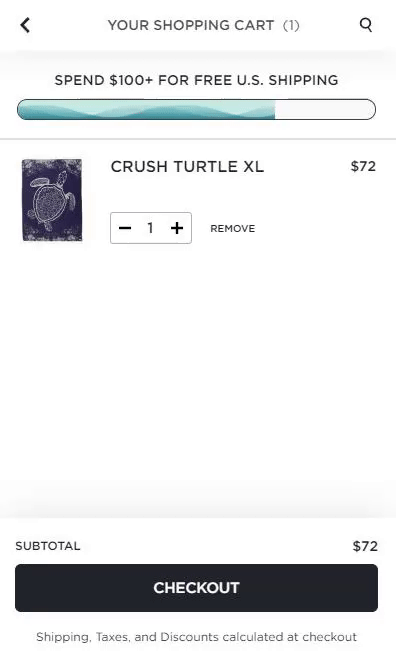 YOUR SHOPPING CART (1)
SPEND $100+ FOR FREE U.S. SHIPPING
CRUSH TURTLE XL $72
1 REMOVE
SUBTOTAL $72
CHECKOUT
Shipping, Taxes, and Discounts calculated at checkout